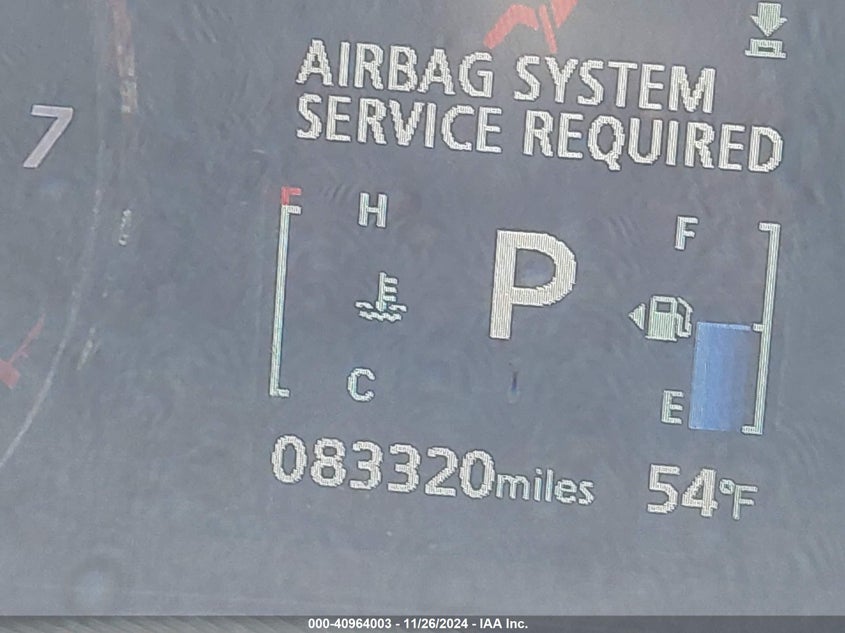 AIRBAG SYSTEM
SERVICE REQUIRED
7
H
F
P
C
E
083320miles 54°F
000-40964003 - 11/26/2024 - IAA Inc.